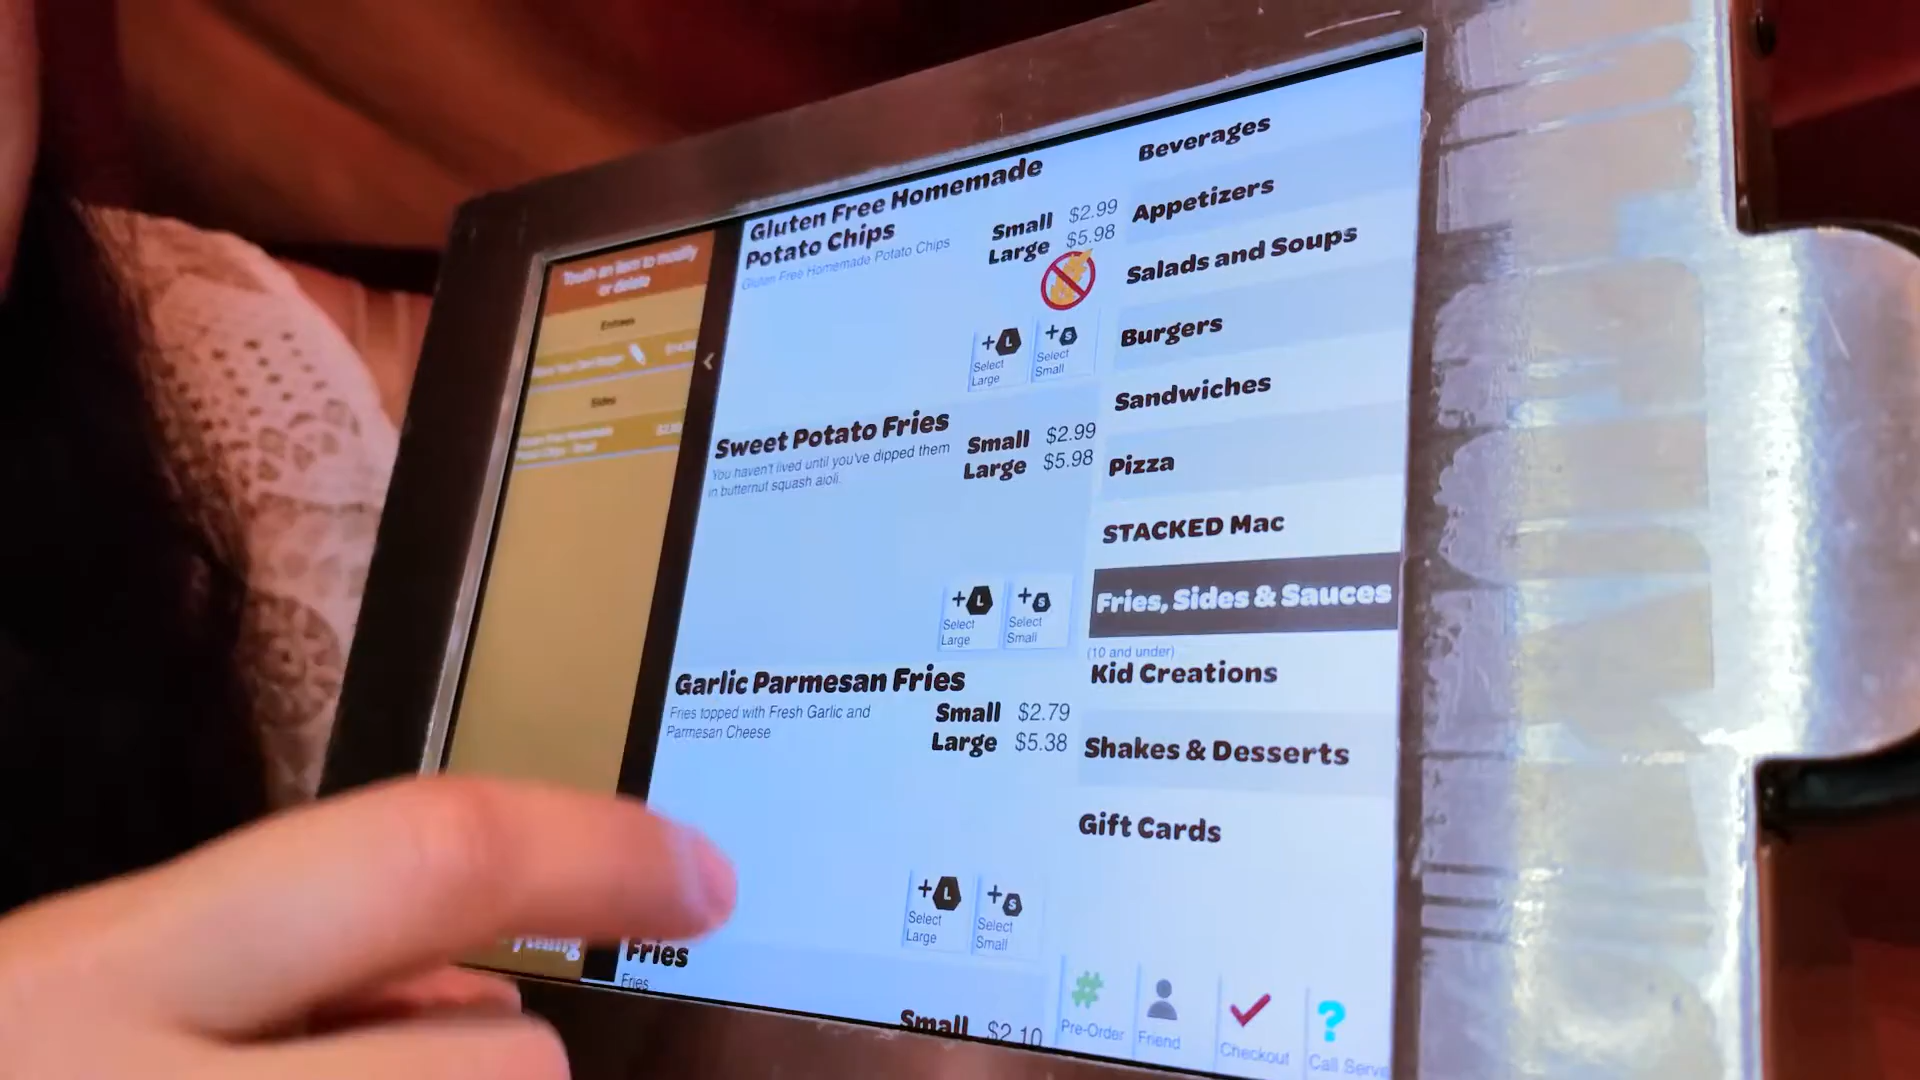 Touch an item to modify
or delete
Entrees
Sides
Gluten Free Homemade
Potato Chips
Gluten Free Homemade Potato Chips
Small $2.99
Large $5.98
+L
Select
Large
+S
Select
Small
Sweet Potato Fries
You haven't lived until you've dipped them
in butternut squash aioli.
Small $2.99
Large $5.98
+L
Select
Large
+S
Select
Small
Garlic Parmesan Fries
Fries topped with Fresh Garlic and
Parmesan Cheese
Small $2.79
Large $5.38
+L
Select
Large
+S
Select
Small
Fries
Fries
Small $2.10
Beverages
Appetizers
Salads and Soups
Burgers
Sandwiches
Pizza
STACKED Mac
Fries, Sides & Sauces
(10 and under)
Kid Creations
Shakes & Desserts
Gift Cards
#
Pre-Order
Friend
Checkout
?
Call Serve